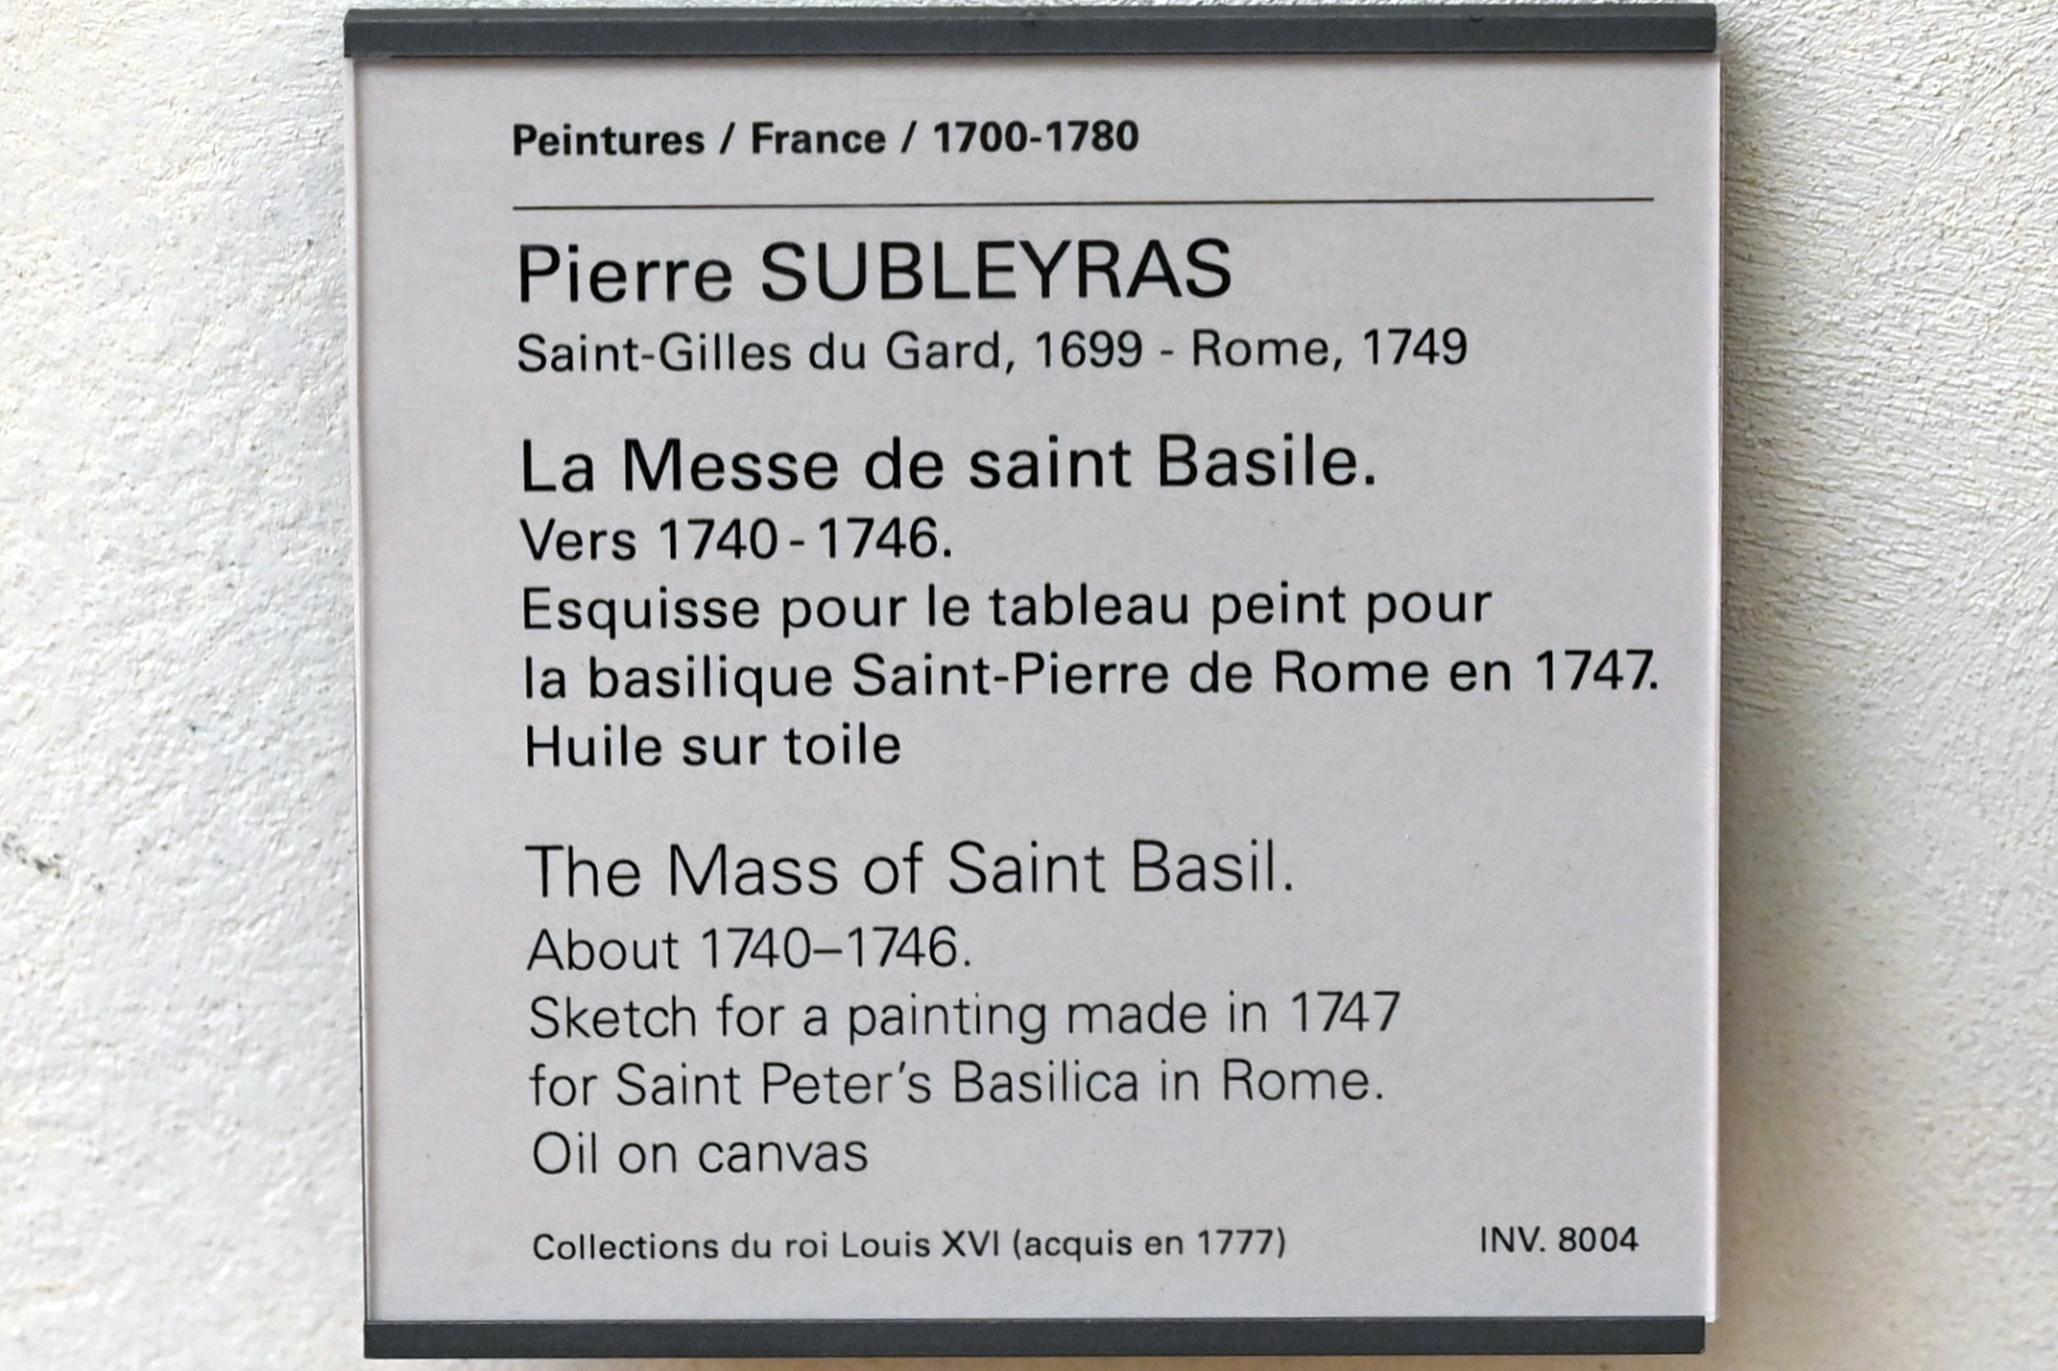 Peintures / France / 1700-1780
Pierre SUBLEYRAS
Saint-Gilles du Gard, 1699 - Rome, 1749
La Messe de saint Basile.
Vers 1740 - 1746.
Esquisse pour le tableau peint pour
la basilique Saint-Pierre de Rome en 1747.
Huile sur toile
The Mass of Saint Basil.
About 1740–1746.
Sketch for a painting made in 1747
for Saint Peter's Basilica in Rome.
Oil on canvas
Collections du roi Louis XVI (acquis en 1777) INV. 8004